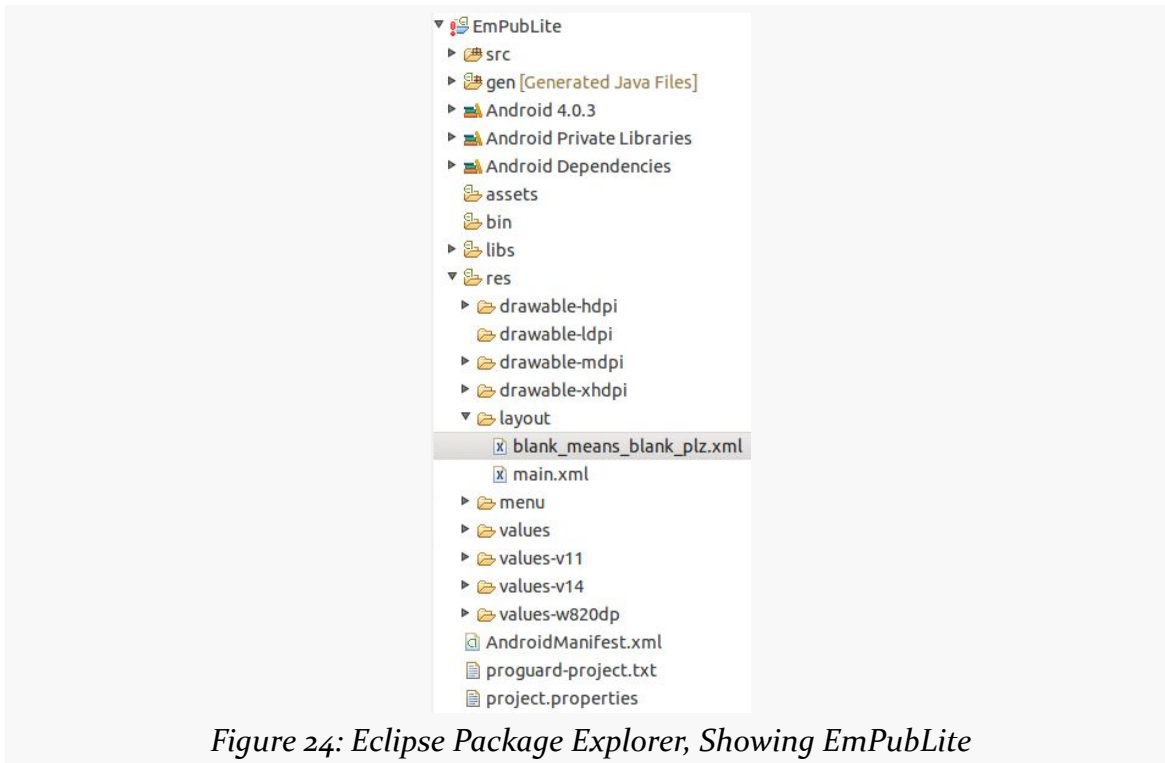 EmPubLite
src
gen [Generated Java Files]
Android 4.0.3
Android Private Libraries
Android Dependencies
assets
bin
libs
res
drawable-hdpi
drawable-ldpi
drawable-mdpi
drawable-xhdpi
layout
blank_means_blank_plz.xml
main.xml
menu
values
values-v11
values-v14
values-w820dp
AndroidManifest.xml
proguard-project.txt
project.properties
Figure 24: Eclipse Package Explorer, Showing EmPubLite